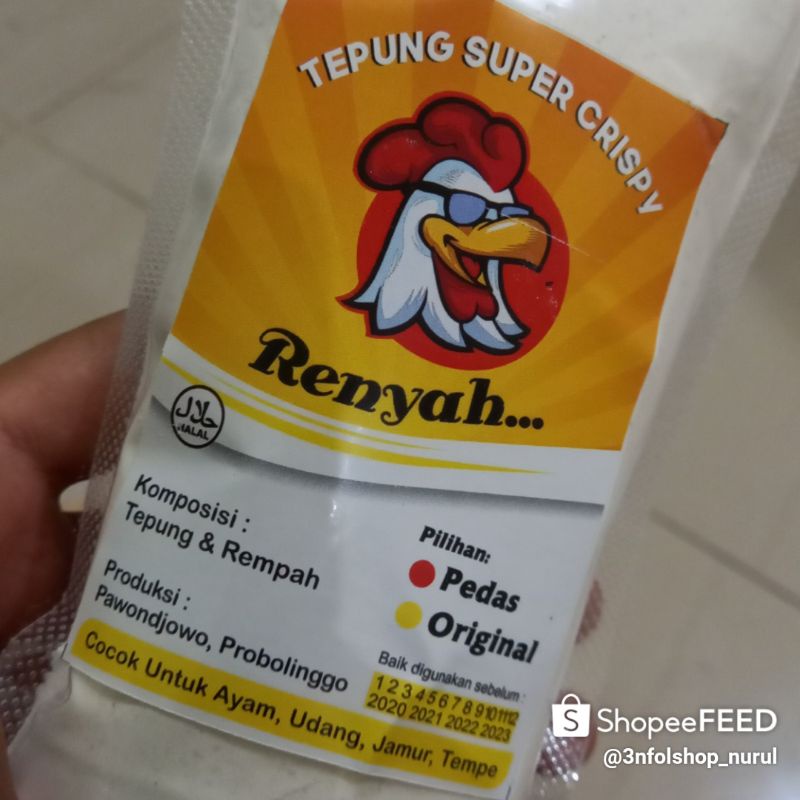 TEPUNG SUPER CRISPY
Renyah...
حلال
HALAL
Komposisi :
Tepung & Rempah
Produksi :
Pawondjowo, Probolinggo
Pilihan:
Pedas
Original
Baik digunakan sebelum :
1 2 3 4 5 6 7 8 9 10 11 12
2020 2021 2022 2023
Cocok Untuk Ayam, Udang, Jamur, Tempe
S ShopeeFEED
@3nfolshop_nurul